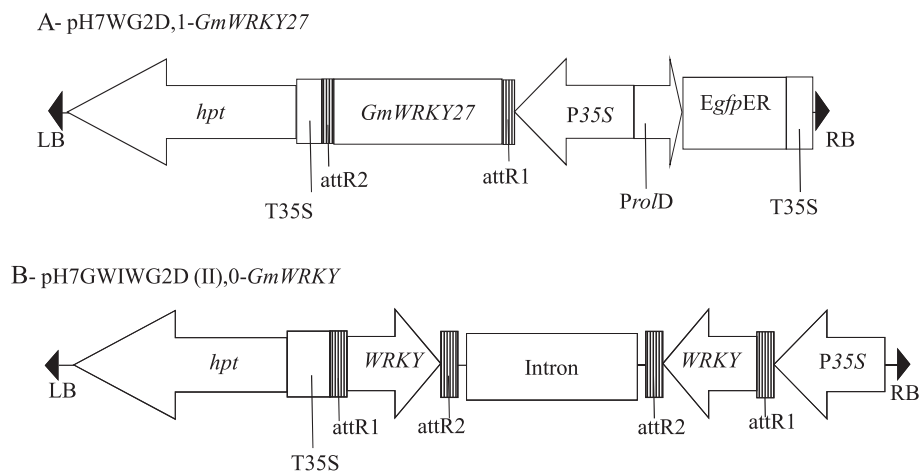 A- pH7WG2D,1-GmWRKY27
hpt
GmWRKY27
P35S
EgfpER
LB
RB
attR2
attR1
T35S
ProlD
T35S
B- pH7GWIWG2D (II),0-GmWRKY
hpt
WRKY
Intron
WRKY
P35S
LB
RB
attR1
attR2
attR2
attR1
T35S